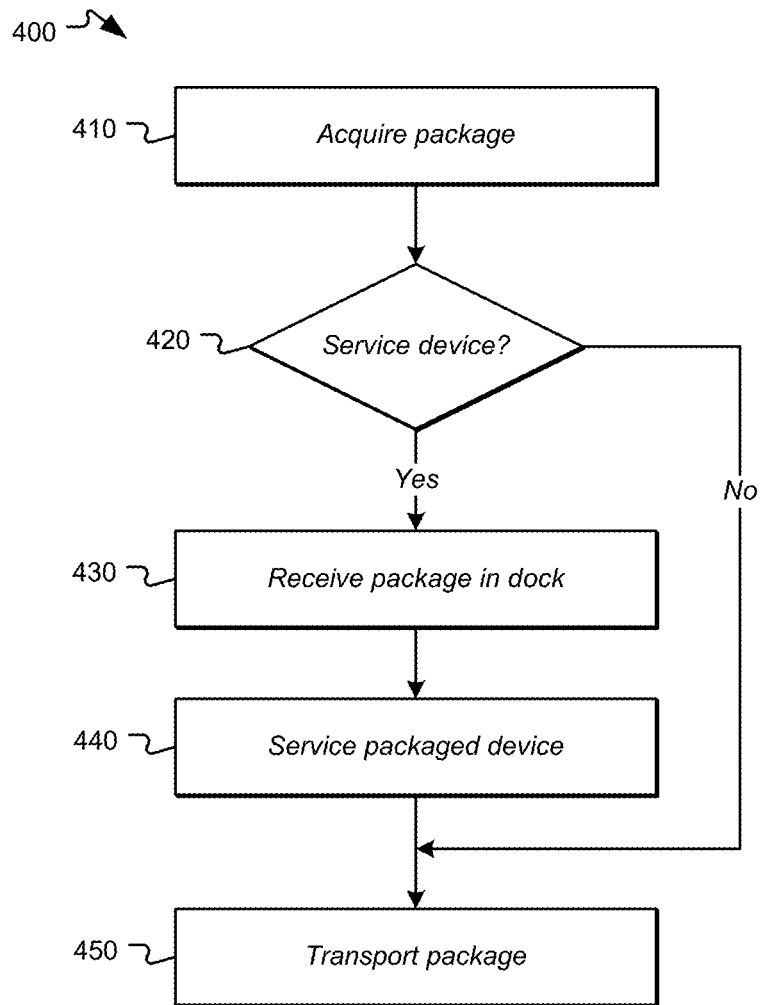 400
410
Acquire package
420
Service device?
Yes
No
430
Receive package in dock
440
Service packaged device
450
Transport package